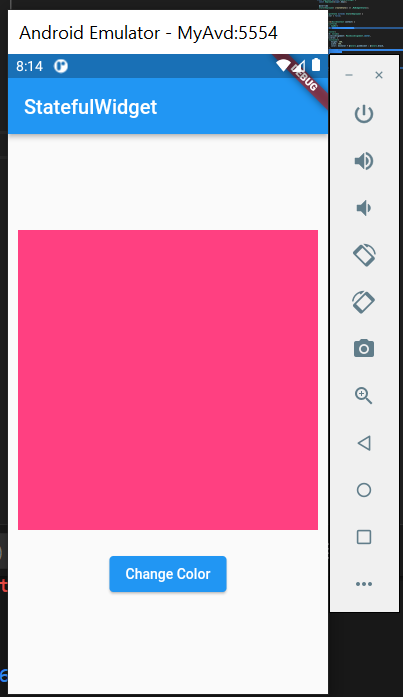 Android Emulator - MyAvd:5554
8:14
DEBUG
StatefulWidget
Change Color